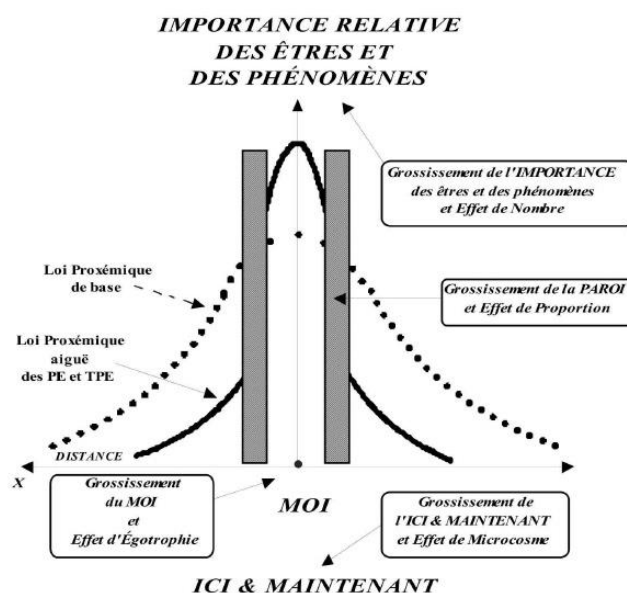 IMPORTANCE RELATIVE
DES ÊTRES ET
DES PHÉNOMÈNES
Grossissement de l'IMPORTANCE
des êtres et des phénomènes
et Effet de Nombre
Loi Proxémique
de base
Grossissement de la PAROI
et Effet de Proportion
Loi Proxémique
aiguë
des PE et TPE
DISTANCE
X
Grossissement
du MOI
et
Effet d'Égotrophie
MOI
Grossissement de
l'ICI & MAINTENANT
et Effet de Microcosme
ICI & MAINTENANT